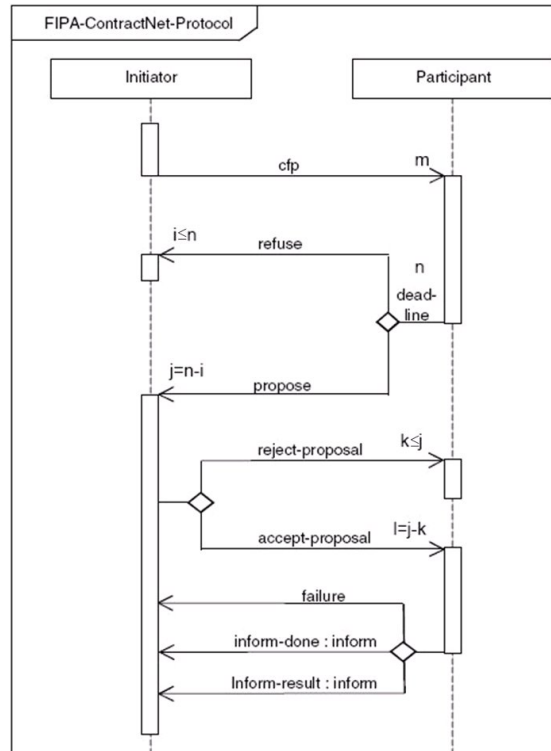 FIPA-ContractNet-Protocol
Initiator
Participant
cfp
m
i≤n
refuse
n
dead-
line
j=n-i
propose
reject-proposal
k≤j
accept-proposal
l=j-k
failure
inform-done : inform
Inform-result : inform